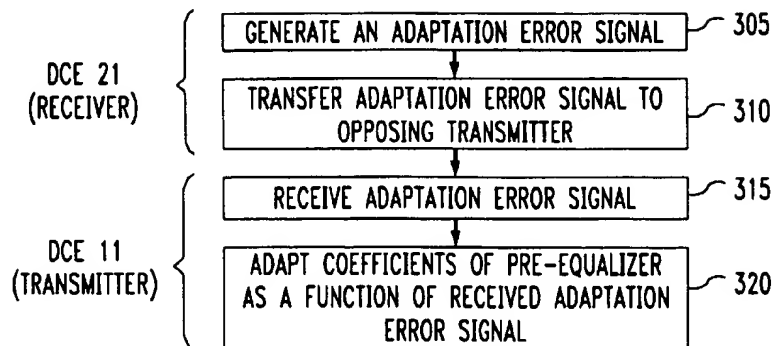 GENERATE AN ADAPTATION ERROR SIGNAL
305
DCE 21
(RECEIVER)
TRANSFER ADAPTATION ERROR SIGNAL TO
OPPOSING TRANSMITTER
310
RECEIVE ADAPTATION ERROR SIGNAL
315
DCE 11
(TRANSMITTER)
ADAPT COEFFICIENTS OF PRE-EQUALIZER
AS A FUNCTION OF RECEIVED ADAPTATION
ERROR SIGNAL
320